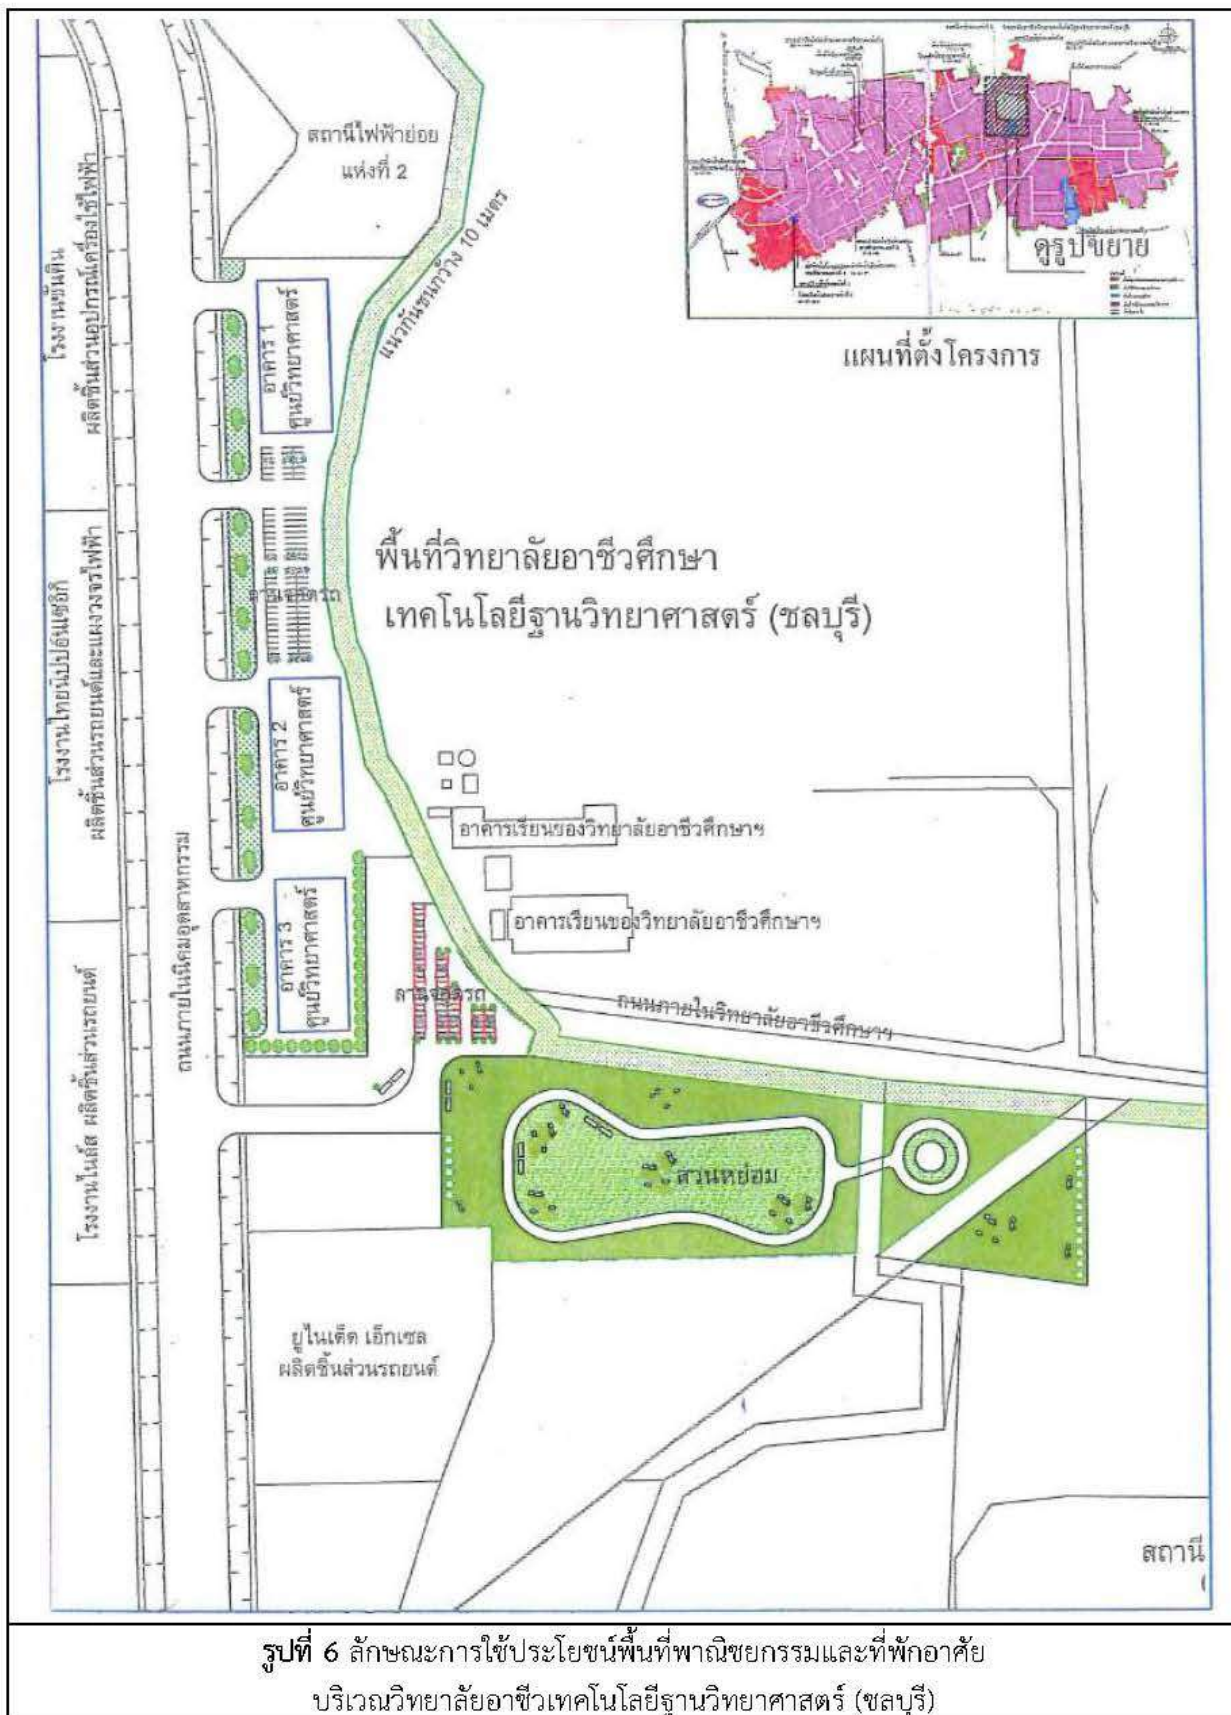 สถานีไฟฟ้าย่อย
แห่งที่ 2
แนวกันชนกว้าง 10 เมตร
ดูรูปขยาย
แผนที่ตั้งโครงการ
โรงงานชันดีน
ผลิตชิ้นส่วนอุปกรณ์เครื่องใช้ไฟฟ้า
อาคาร 1
ศูนย์วิทยาศาสตร์
พื้นที่วิทยาลัยอาชีวศึกษา
เทคโนโลยีฐานวิทยาศาสตร์ (ชลบุรี)
ลานจอดรถ
โรงงานไทยนิปปอนเซอิกิ
ผลิตชิ้นส่วนรถยนต์และแผงวงจรไฟฟ้า
อาคาร 2
ศูนย์วิทยาศาสตร์
อาคารเรียนของวิทยาลัยอาชีวศึกษาฯ
ถนนภายในนิคมอุตสาหกรรม
อาคาร 3
ศูนย์วิทยาศาสตร์
อาคารเรียนของวิทยาลัยอาชีวศึกษาฯ
ลานจอดรถ
ถนนภายในวิทยาลัยอาชีวศึกษาฯ
โรงงานไนล์ส ผลิตชิ้นส่วนรถยนต์
สวนหย่อม
ยูไนเต็ด เอ็กเซล
ผลิตชิ้นส่วนรถยนต์
สถานี
รูปที่ 6 ลักษณะการใช้ประโยชน์พื้นที่พาณิชยกรรมและที่พักอาศัย
บริเวณวิทยาลัยอาชีวเทคโนโลยีฐานวิทยาศาสตร์ (ชลบุรี)